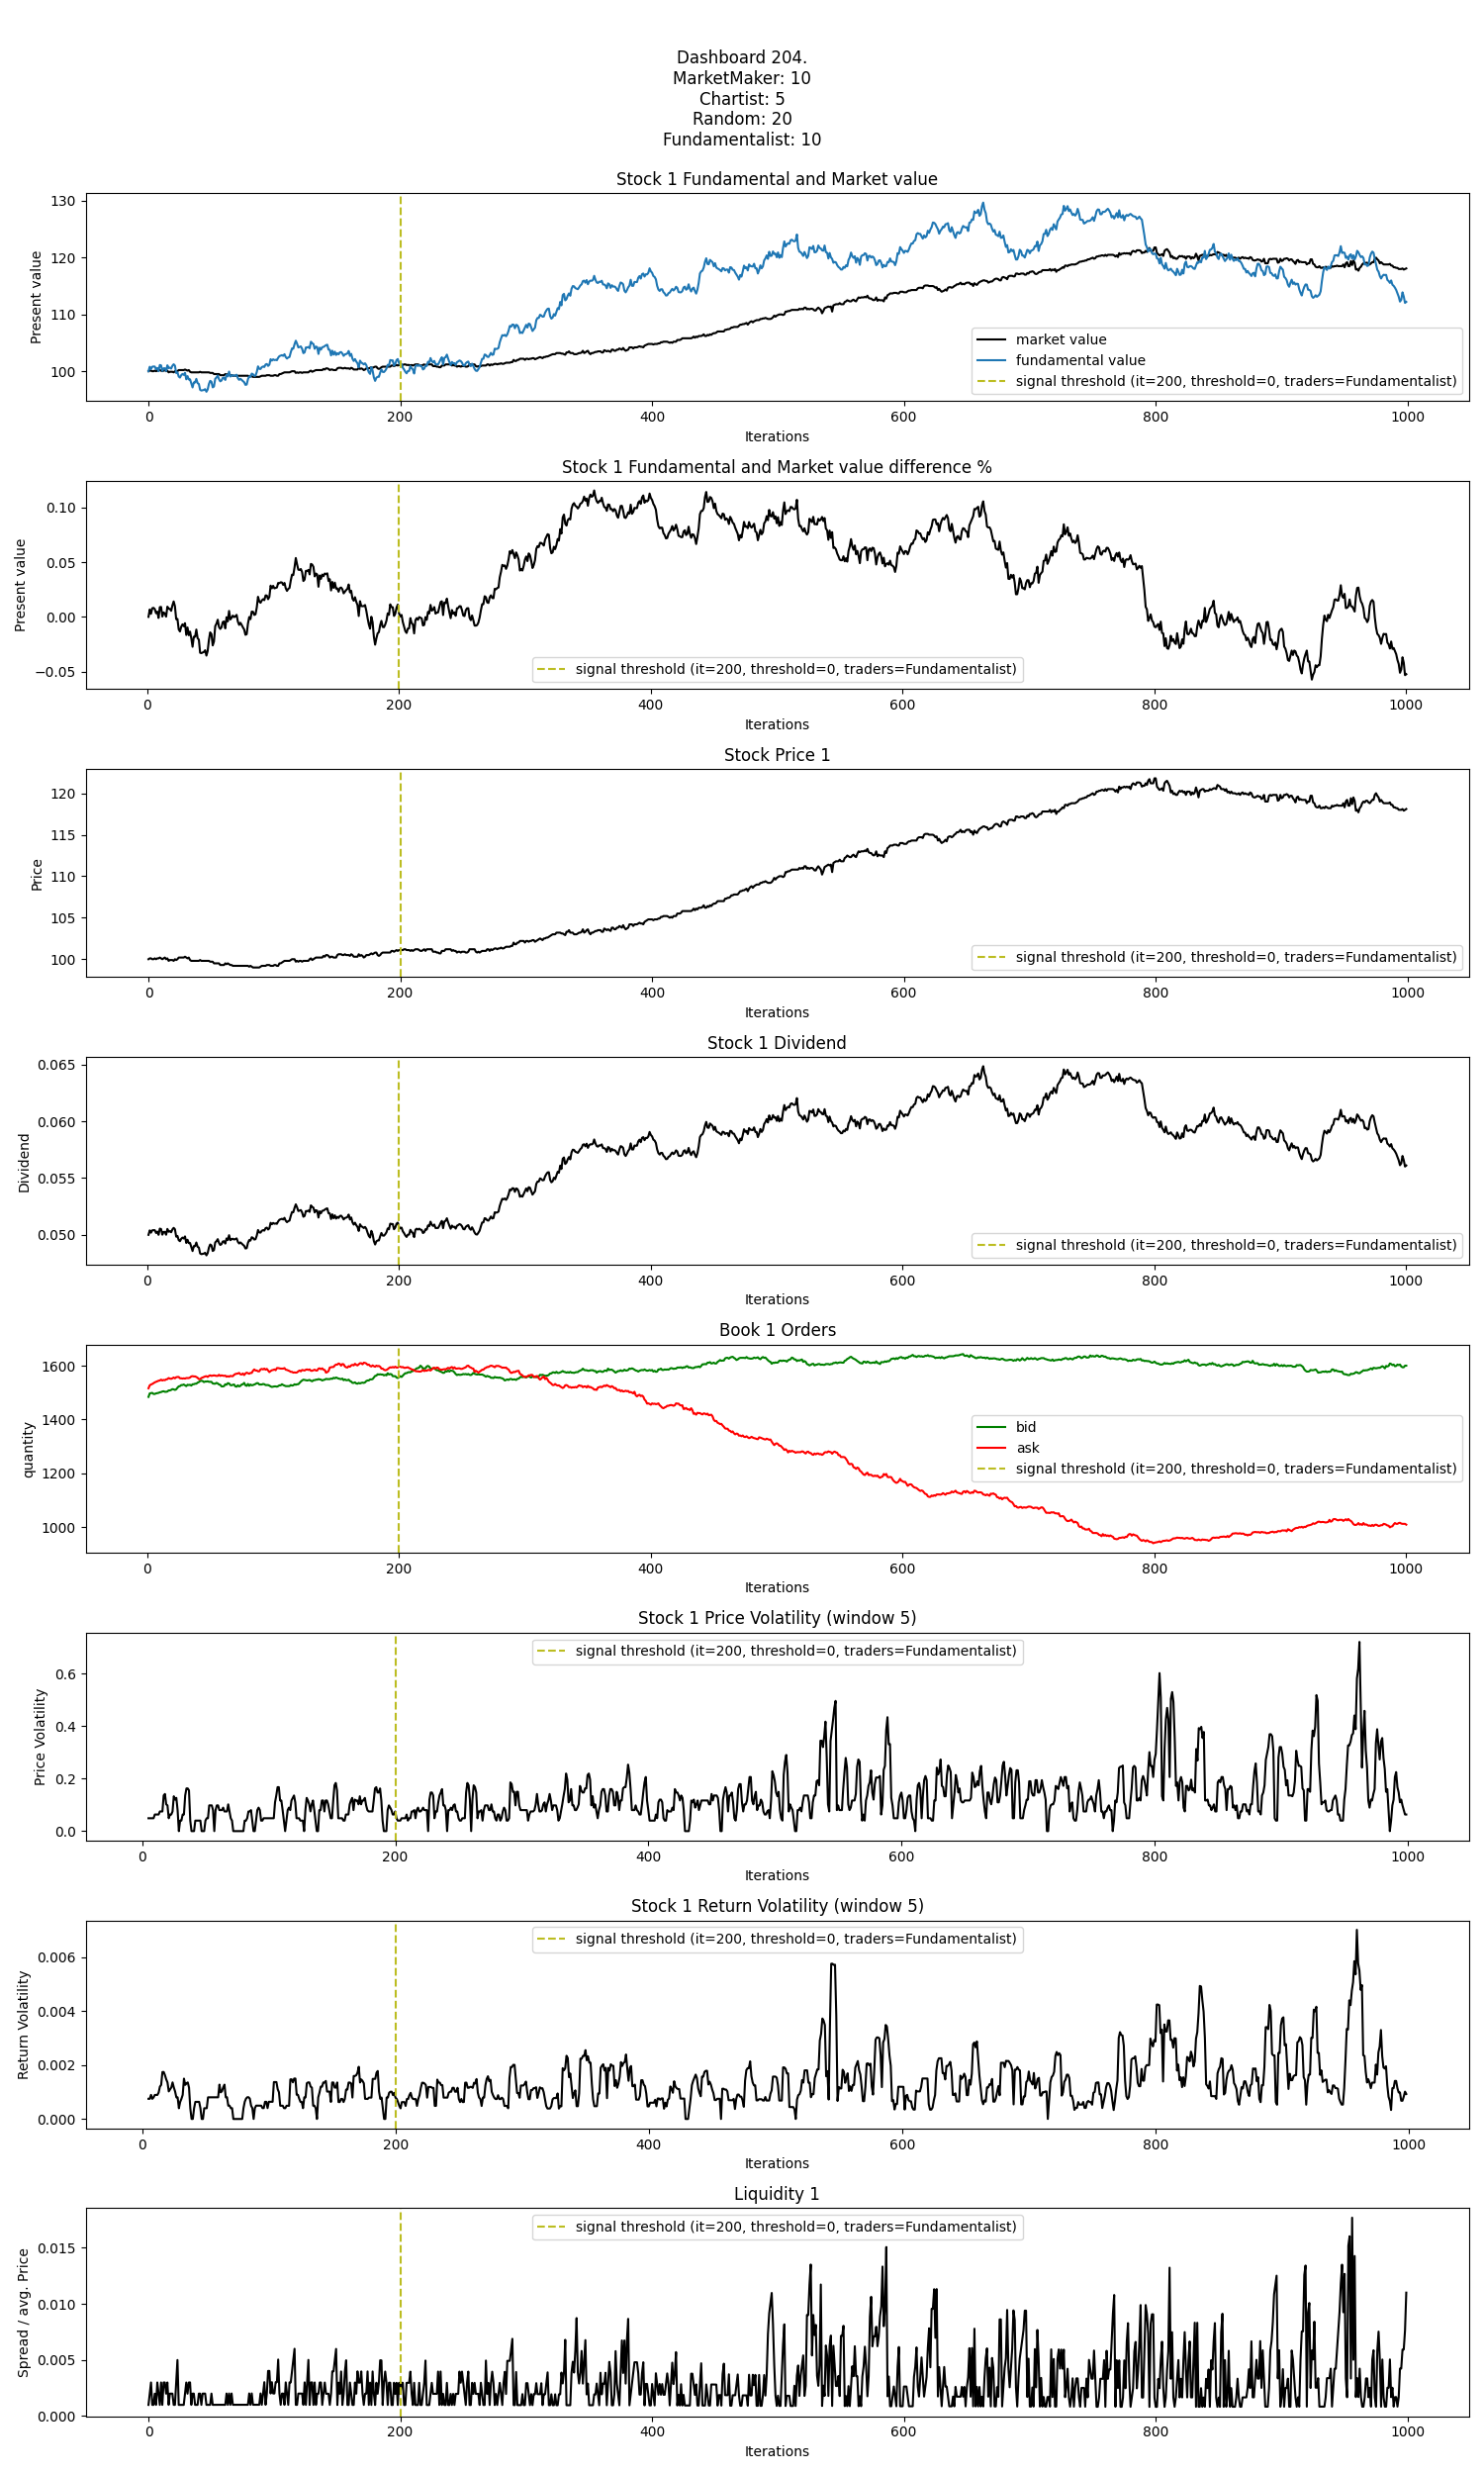 Dashboard 204.
MarketMaker: 10
Chartist: 5
Random: 20
Fundamentalist: 10
Stock 1 Fundamental and Market value
Present value
130
120
110
100
market value
fundamental value
signal threshold (it=200, threshold=0, traders=Fundamentalist)
0 200 400 600 800 1000
Iterations
Stock 1 Fundamental and Market value difference %
Present value
0.10
0.05
0.00
−0.05
signal threshold (it=200, threshold=0, traders=Fundamentalist)
0 200 400 600 800 1000
Iterations
Stock Price 1
Price
120
115
110
105
100
signal threshold (it=200, threshold=0, traders=Fundamentalist)
0 200 400 600 800 1000
Iterations
Stock 1 Dividend
Dividend
0.065
0.060
0.055
0.050
signal threshold (it=200, threshold=0, traders=Fundamentalist)
0 200 400 600 800 1000
Iterations
Book 1 Orders
quantity
1600
1400
1200
1000
bid
ask
signal threshold (it=200, threshold=0, traders=Fundamentalist)
0 200 400 600 800 1000
Iterations
Stock 1 Price Volatility (window 5)
Price Volatility
0.6
0.4
0.2
0.0
signal threshold (it=200, threshold=0, traders=Fundamentalist)
0 200 400 600 800 1000
Iterations
Stock 1 Return Volatility (window 5)
Return Volatility
0.006
0.004
0.002
0.000
signal threshold (it=200, threshold=0, traders=Fundamentalist)
0 200 400 600 800 1000
Iterations
Liquidity 1
Spread / avg. Price
0.015
0.010
0.005
0.000
signal threshold (it=200, threshold=0, traders=Fundamentalist)
0 200 400 600 800 1000
Iterations